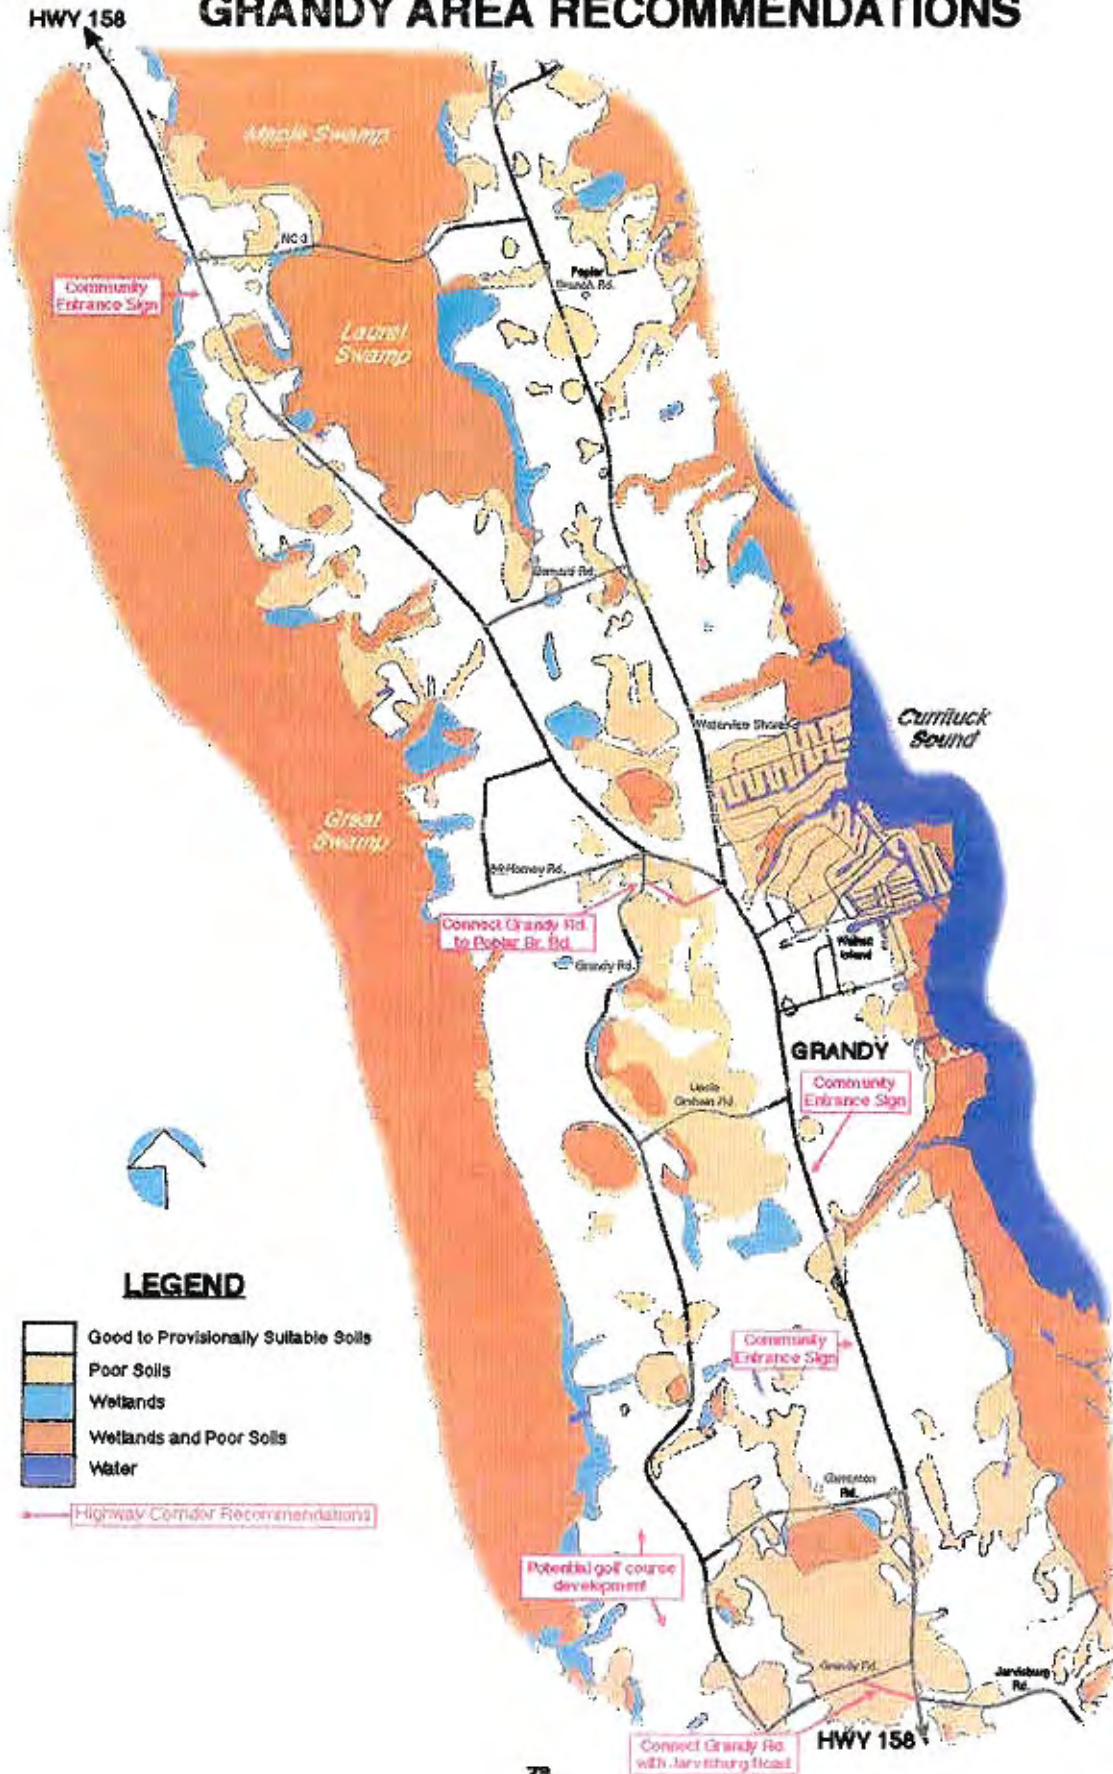 GRANDY AREA RECOMMENDATIONS
HWY 158
Maple Swamp
NC-3
Community
Entrance Sign
Poplar
Branch Rd.
Laurel
Swamp
Currituck
Sound
Great
Swamp
Connect Grandy Rd.
to Poplar Br. Rd.
Grandy Rd.
Walnut
Island
GRANDY
Community
Entrance Sign
Uncle
Graham Rd.
LEGEND
Good to Provisionally Suitable Soils
Poor Soils
Wetlands
Wetlands and Poor Soils
Water
Highway Corridor Recommendations
Community
Entrance Sign
Rd.
Potential golf course
development
Grandy Rd.
Jarvisburg
Rd.
HWY 158
Connect Grandy Rd.
with Jarvisburg Road